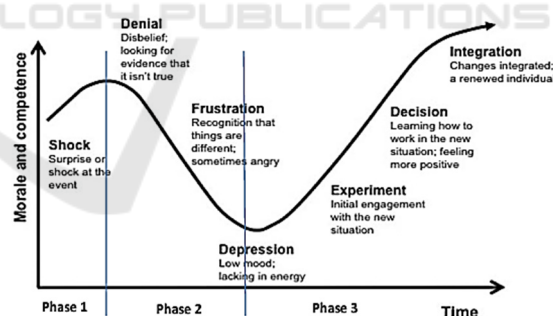 LOGY PUBLICATIONS
Denial
Disbelief;
looking for
evidence that
it isn't true
Integration
Changes integrated;
a renewed individual
Frustration
Recognition that
things are
different;
sometimes angry
Decision
Learning how to
work in the new
situation; feeling
more positive
Shock
Surprise or
shock at the
event
Experiment
Initial engagement
with the new
situation
Depression
Low mood;
lacking in energy
Morale and competence
Phase 1
Phase 2
Phase 3
Time